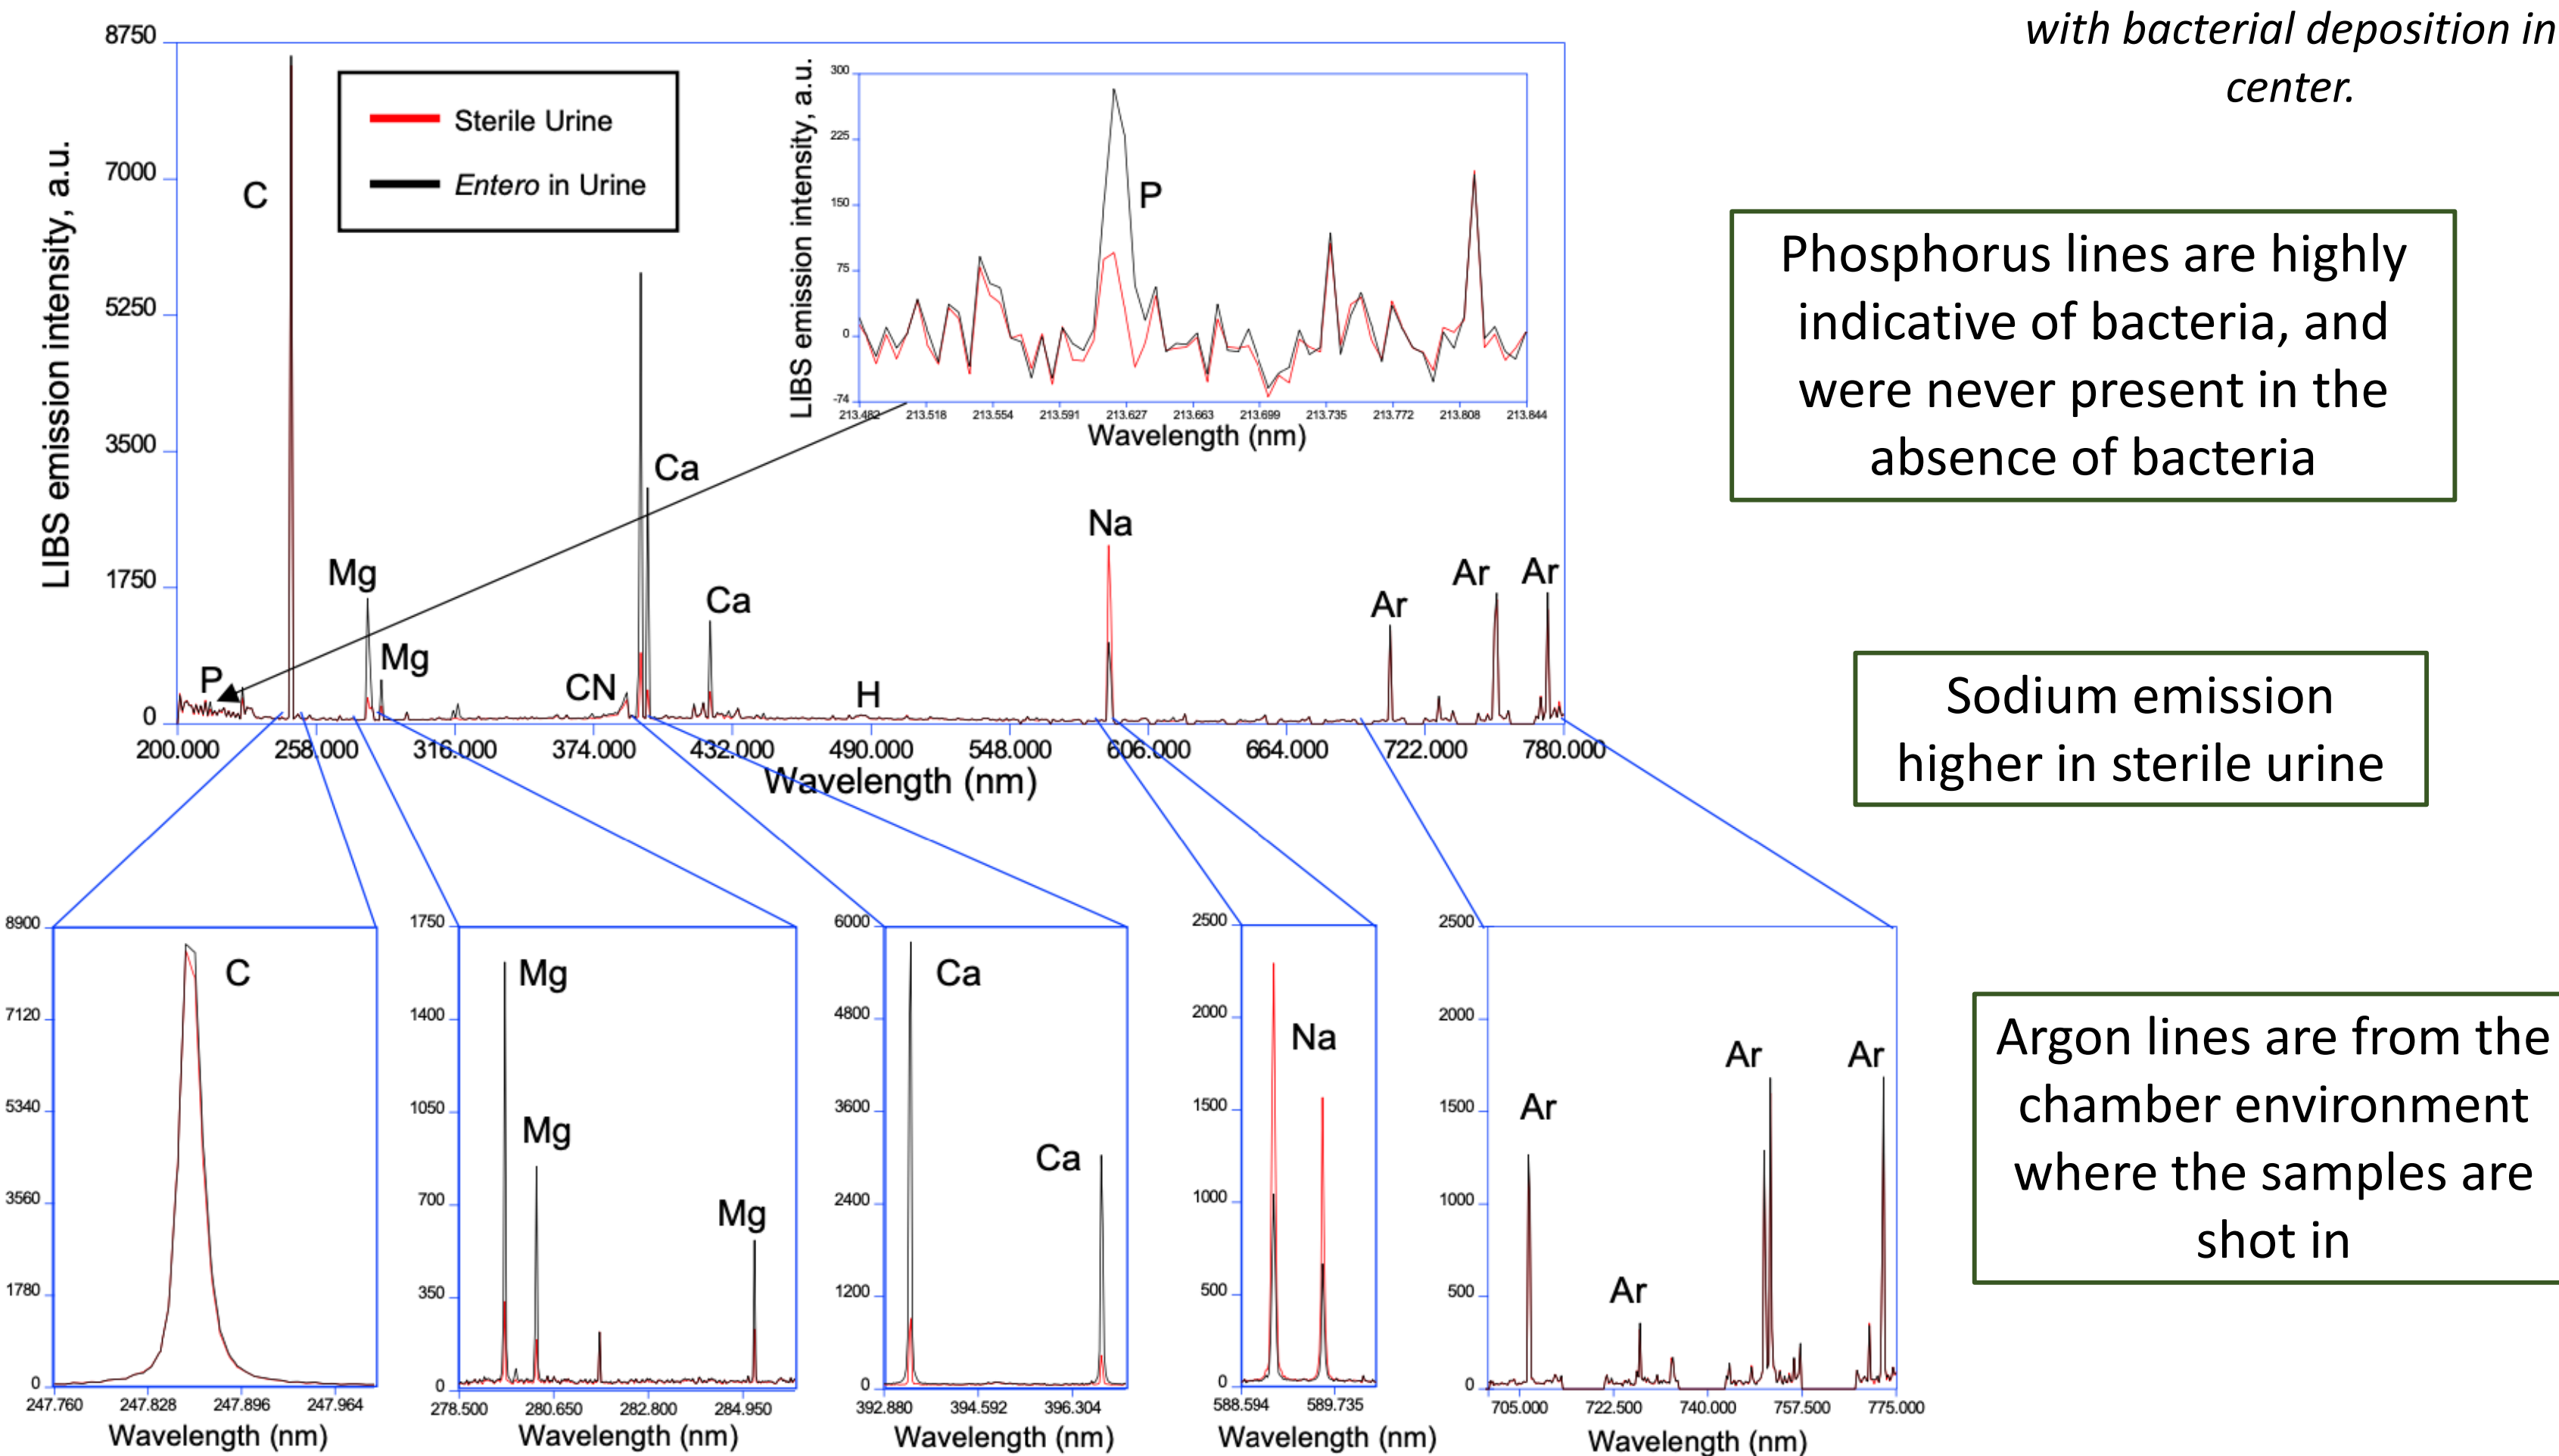 with bacterial deposition in
center.
8750
7000
5250
3500
1750
0
LIBS emission intensity, a.u.
Sterile Urine
Entero in Urine
C
Mg
Mg
P
CN
Ca
Ca
H
Na
Ar
Ar
Ar
200.000 258.000 316.000 374.000 432.000 490.000 548.000 606.000 664.000 722.000 780.000
Wavelength (nm)
300
225
150
75
0
-74
LIBS emission intensity, a.u.
P
213.482 213.518 213.554 213.591 213.627 213.663 213.699 213.735 213.772 213.808 213.844
Wavelength (nm)
Phosphorus lines are highly
indicative of bacteria, and
were never present in the
absence of bacteria
Sodium emission
higher in sterile urine
Argon lines are from the
chamber environment
where the samples are
shot in
8900
7120
5340
3560
1780
0
C
247.760 247.828 247.896 247.964
Wavelength (nm)
1750
1400
1050
700
350
0
Mg
Mg
Mg
278.500 280.650 282.800 284.950
Wavelength (nm)
6000
4800
3600
2400
1200
0
Ca
Ca
392.880 394.592 396.304
Wavelength (nm)
2500
2000
1500
1000
500
0
Na
588.594 589.735
Wavelength (nm)
2500
2000
1500
1000
500
0
Ar
Ar
Ar
Ar
705.000 722.500 740.000 757.500 775.000
Wavelength (nm)